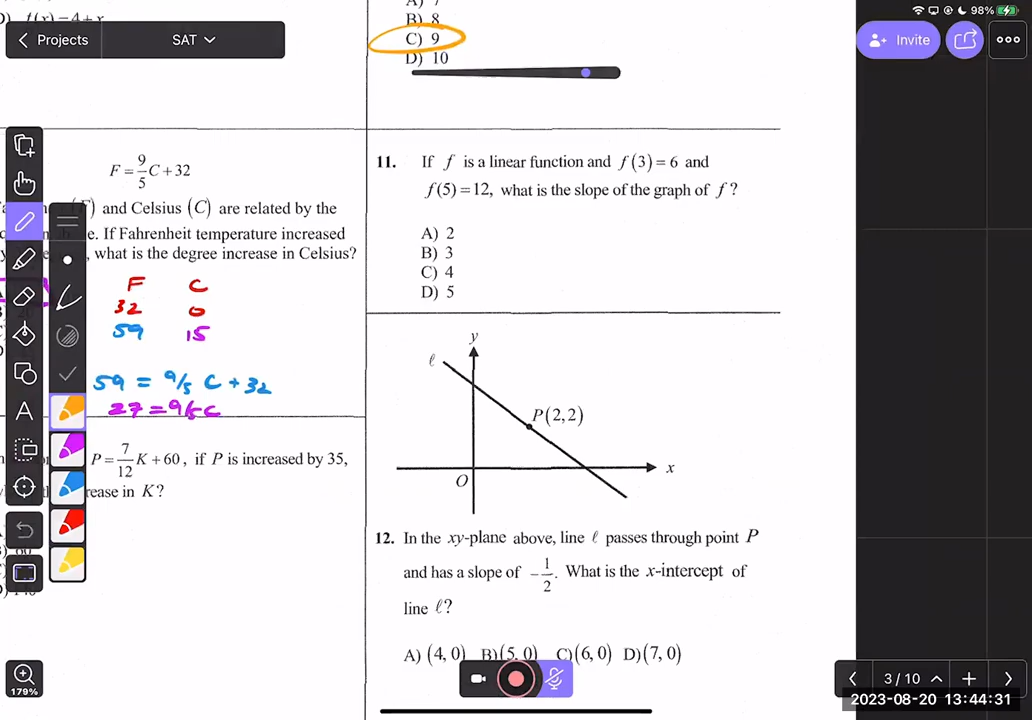 D) f(x)=4+x
Projects
SAT
98%
Invite
B) 8
C) 9
D) 10
F = 9/5 C + 32
(F) and Celsius (C) are related by the
e. If Fahrenheit temperature increased
, what is the degree increase in Celsius?
F C
32 0
59 15
59 = 9/5 C + 32
27 = 9/5 C
P = 7/12 K + 60, if P is increased by 35,
rease in K?
11. If f is a linear function and f(3) = 6 and
f(5) = 12, what is the slope of the graph of f?
A) 2
B) 3
C) 4
D) 5
y
ℓ
P(2,2)
O
x
12. In the xy-plane above, line ℓ passes through point P
and has a slope of -1/2. What is the x-intercept of
line ℓ?
A) (4, 0) B) (5, 0) C) (6, 0) D) (7, 0)
A
179%
3 / 10
2023-08-20 13:44:31